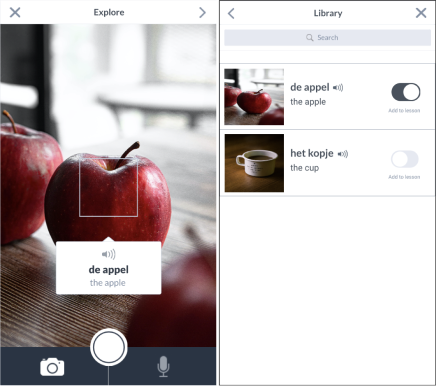 Explore
de appel
the apple
Library
Search
de appel
the apple
Add to lesson
het kopje
the cup
Add to lesson